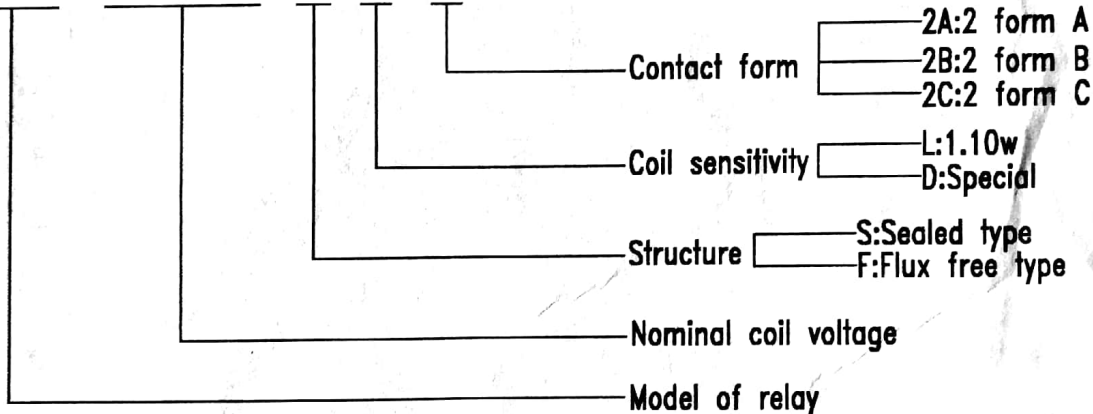 2A:2 form A
Contact form
2B:2 form B
2C:2 form C
L:1.10w
Coil sensitivity
D:Special
S:Sealed type
Structure
F:Flux free type
Nominal coil voltage
Model of relay